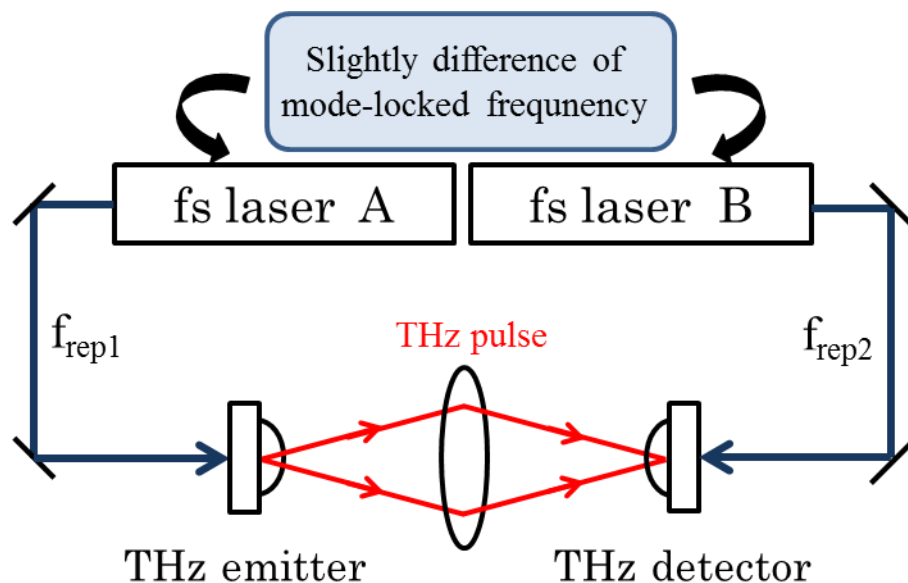 Slightly difference of
mode-locked frequnency
fs laser A
fs laser B
f_rep1
THz pulse
f_rep2
THz emitter
THz detector